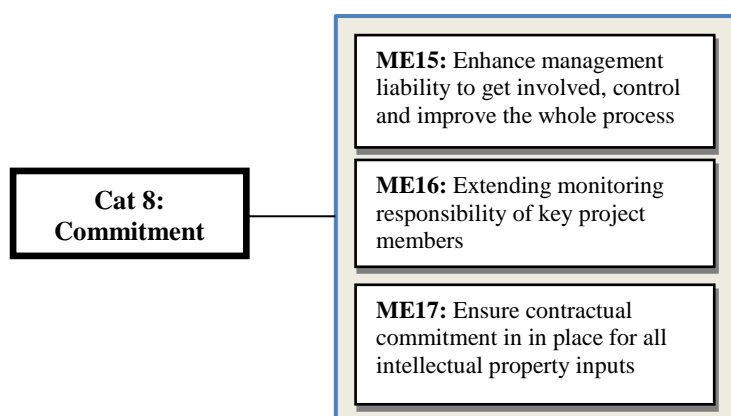 ME15: Enhance management
liability to get involved, control
and improve the whole process
Cat 8:
Commitment
ME16: Extending monitoring
responsibility of key project
members
ME17: Ensure contractual
commitment in in place for all
intellectual property inputs